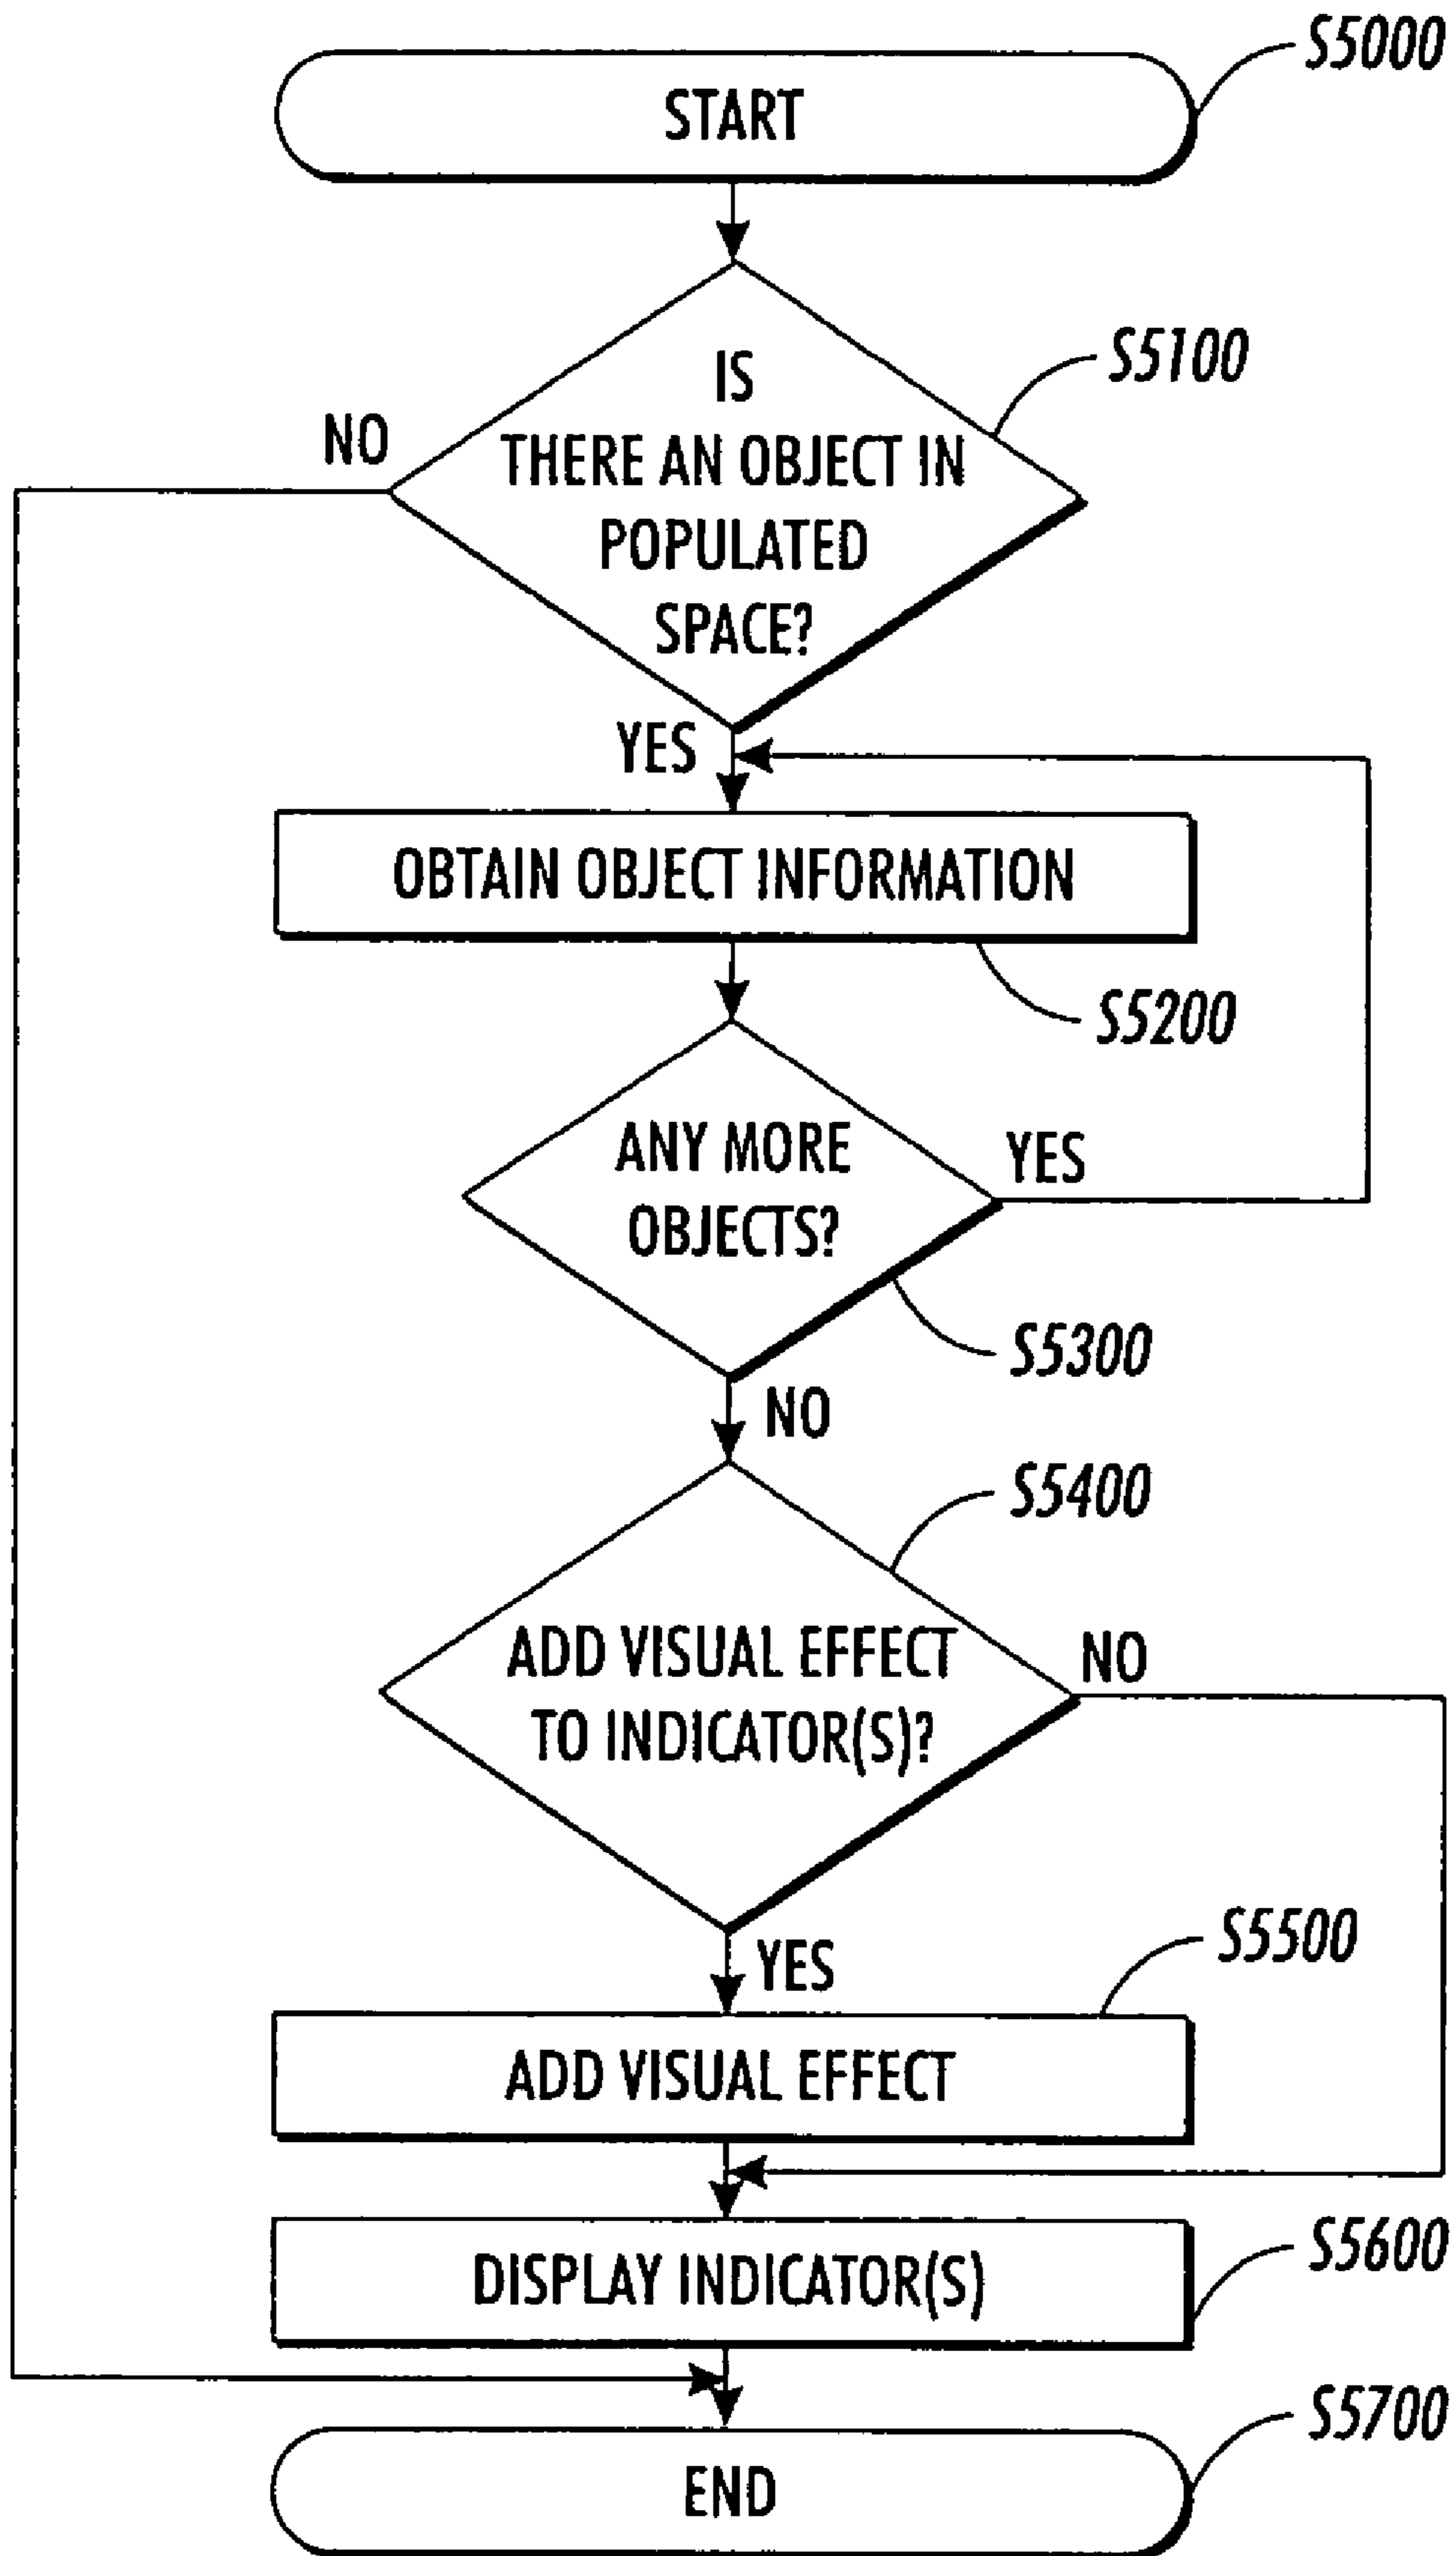 S5000
START
S5100
IS
THERE AN OBJECT IN
POPULATED
SPACE?
NO
YES
OBTAIN OBJECT INFORMATION
S5200
ANY MORE
OBJECTS?
YES
S5300
NO
S5400
ADD VISUAL EFFECT
TO INDICATOR(S)?
NO
YES
S5500
ADD VISUAL EFFECT
DISPLAY INDICATOR(S)
S5600
S5700
END